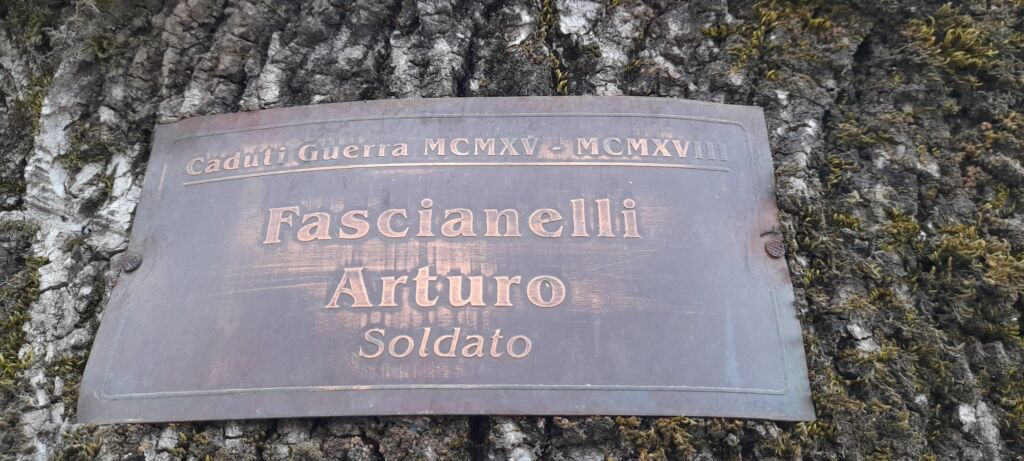 Caduti Guerra MCMXV - MCMXVIII
Fascianelli
Arturo
Soldato